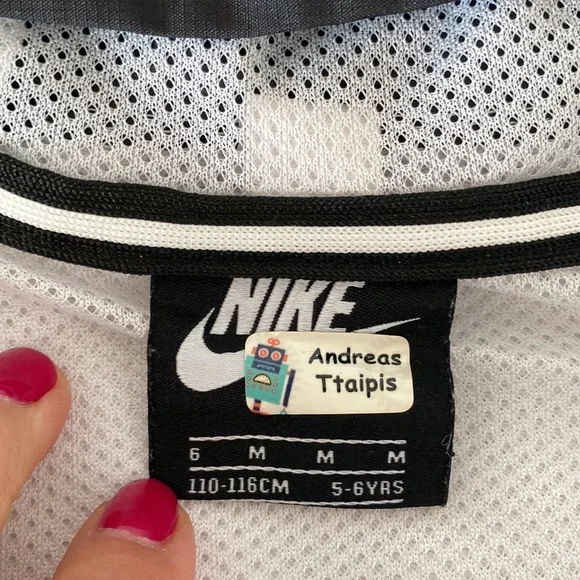 NIKE
Andreas
Ttaipis
6 M M M
110-116CM 5-6YRS